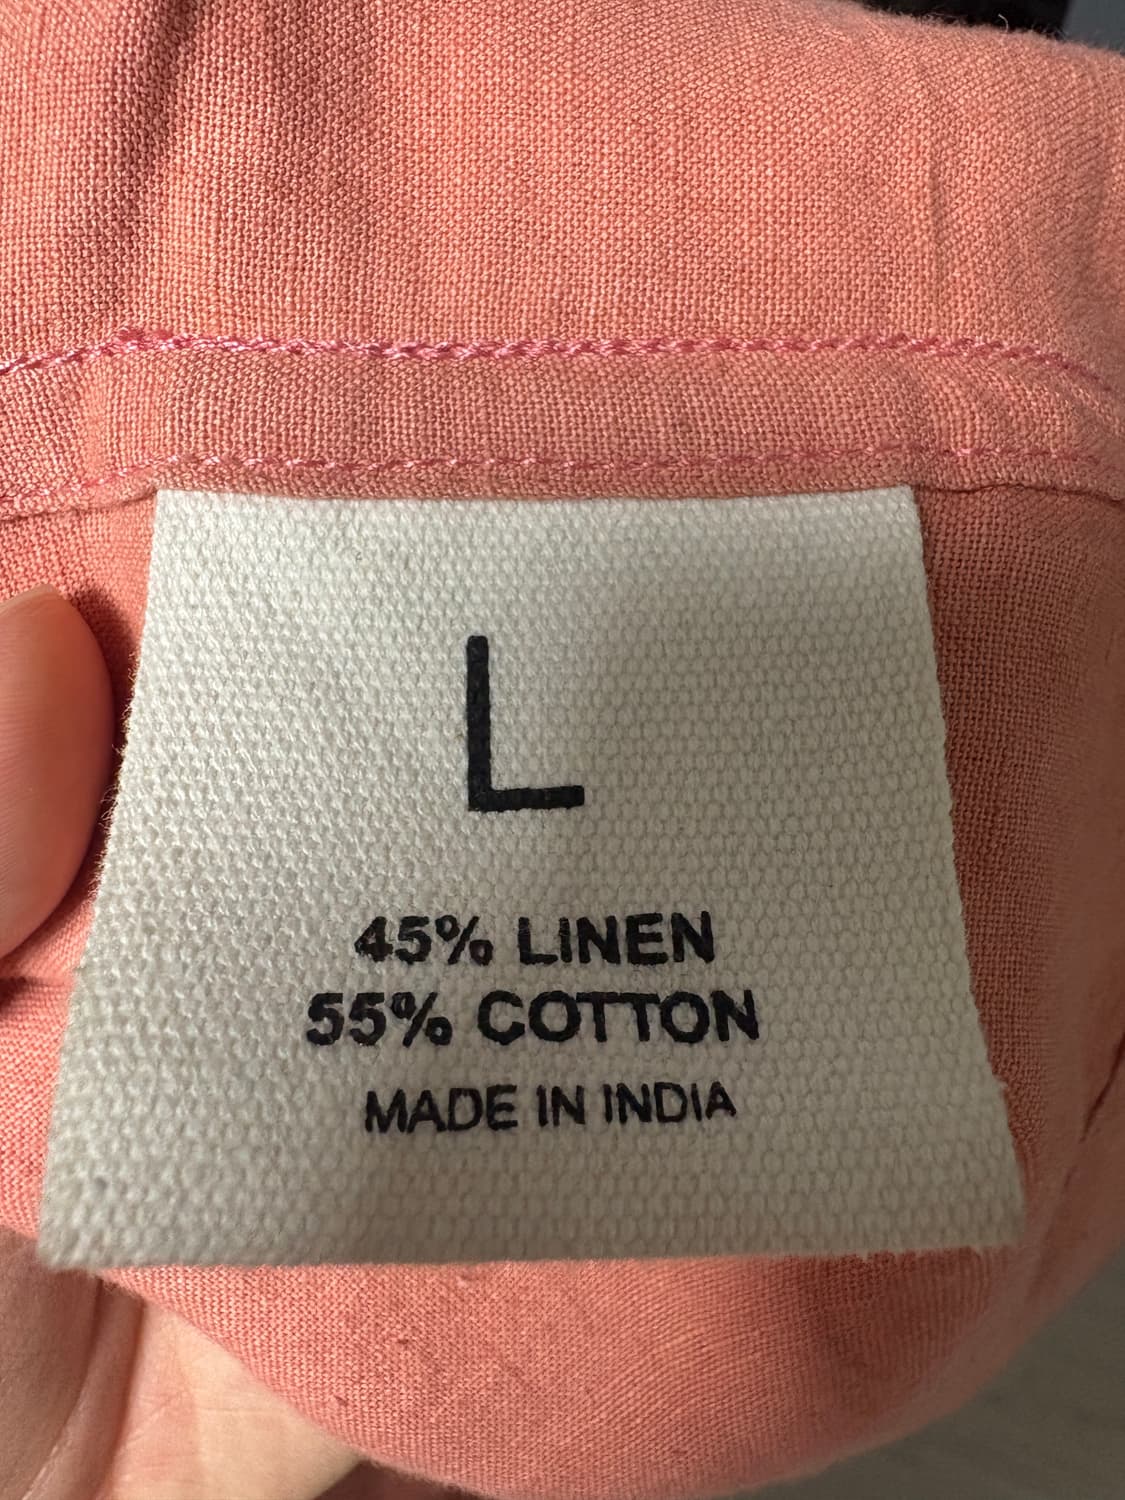 L
45% LINEN
55% COTTON
MADE IN INDIA